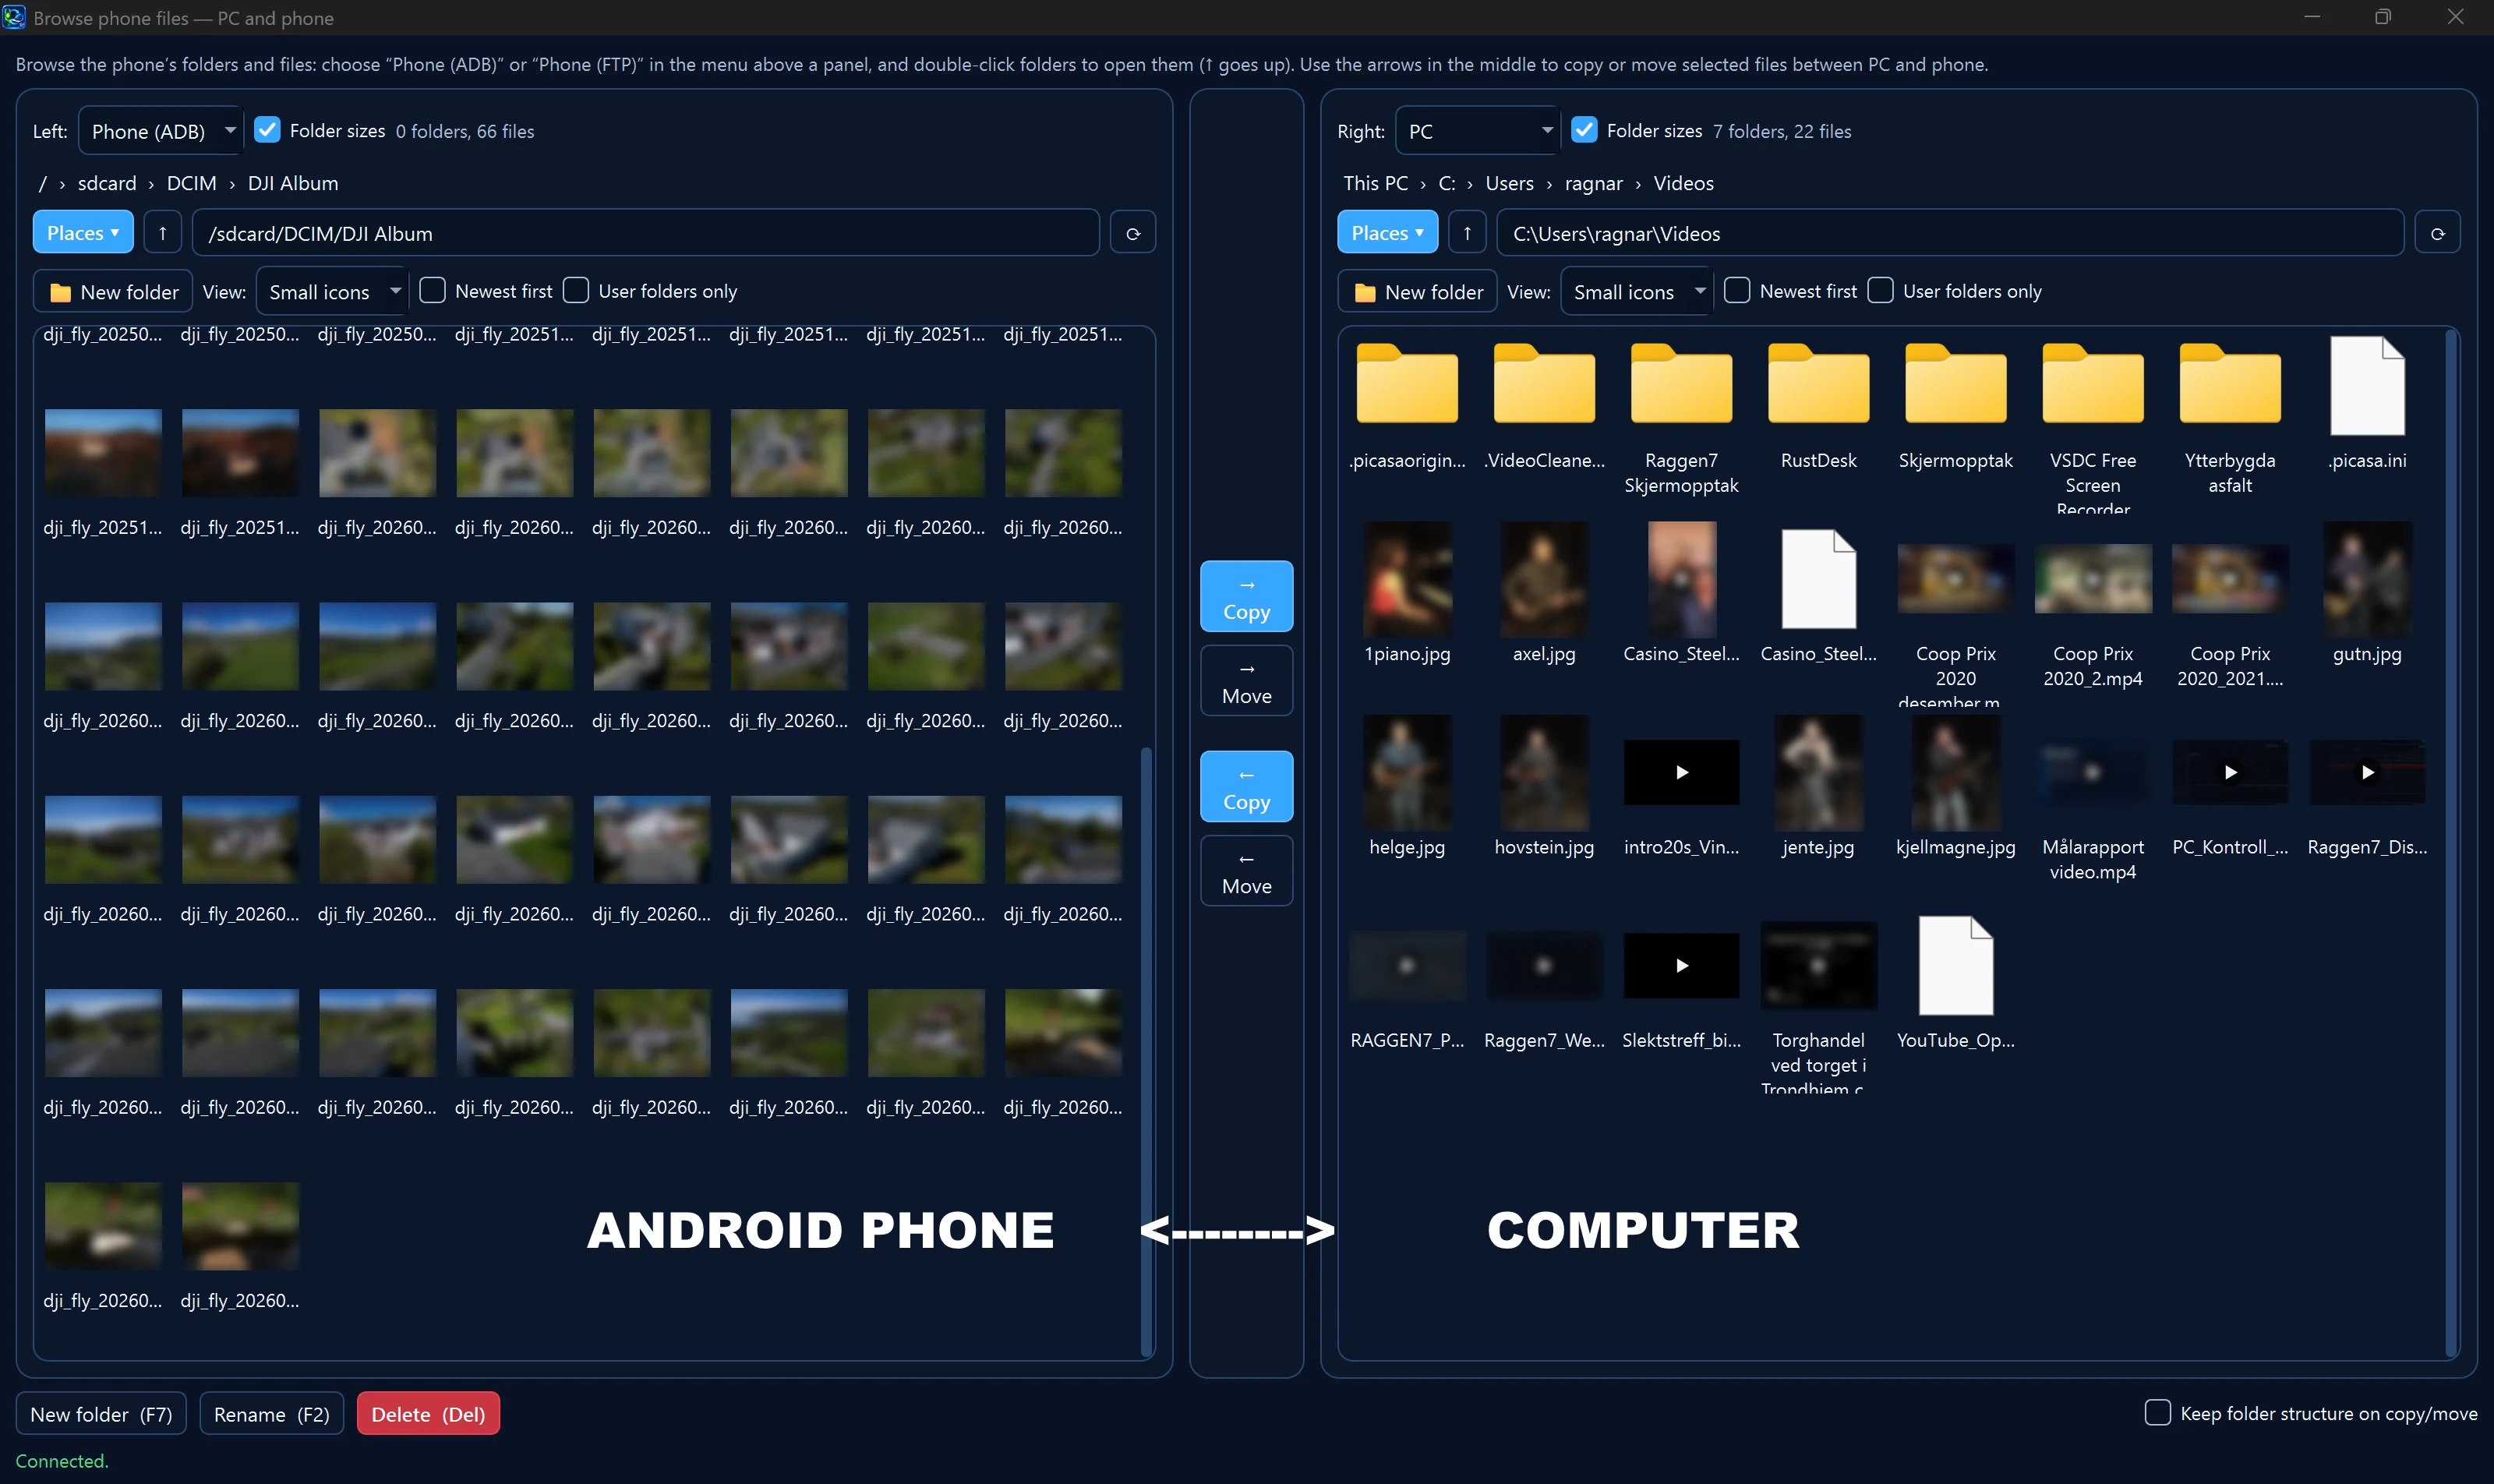 Browse phone files — PC and phone
Browse the phone's folders and files: choose “Phone (ADB)” or “Phone (FTP)” in the menu above a panel, and double-click folders to open them (↑ goes up). Use the arrows in the middle to copy or move selected files between PC and phone.
Left: Phone (ADB) Folder sizes 0 folders, 66 files
/ › sdcard › DCIM › DJI Album
Places ▾ ↑ /sdcard/DCIM/DJI Album
New folder View: Small icons Newest first User folders only
dji_fly_20250... dji_fly_20250... dji_fly_20250... dji_fly_20251... dji_fly_20251... dji_fly_20251... dji_fly_20251... dji_fly_20251...
dji_fly_20251... dji_fly_20251... dji_fly_20260... dji_fly_20260... dji_fly_20260... dji_fly_20260... dji_fly_20260... dji_fly_20260...
dji_fly_20260... dji_fly_20260... dji_fly_20260... dji_fly_20260... dji_fly_20260... dji_fly_20260... dji_fly_20260... dji_fly_20260...
dji_fly_20260... dji_fly_20260... dji_fly_20260... dji_fly_20260... dji_fly_20260... dji_fly_20260... dji_fly_20260... dji_fly_20260...
dji_fly_20260... dji_fly_20260... dji_fly_20260... dji_fly_20260... dji_fly_20260... dji_fly_20260... dji_fly_20260... dji_fly_20260...
dji_fly_20260... dji_fly_20260...
→
Copy
→
Move
←
Copy
←
Move
Right: PC Folder sizes 7 folders, 22 files
This PC › C: › Users › ragnar › Videos
Places ▾ ↑ C:\Users\ragnar\Videos
New folder View: Small icons Newest first User folders only
.picasaorigin... .VideoCleane... Raggen7 RustDesk Skjermopptak VSDC Free Ytterbygda .picasa.ini
Skjermopptak Screen asfalt
Recorder
1piano.jpg axel.jpg Casino_Steel... Casino_Steel... Coop Prix Coop Prix Coop Prix gutn.jpg
2020 2020_2.mp4 2020_2021....
desember.m
helge.jpg hovstein.jpg intro20s_Vin... jente.jpg kjellmagne.jpg Målarapport PC_Kontroll_... Raggen7_Dis...
video.mp4
RAGGEN7_P... Raggen7_We... Slektstreff_bi... Torghandel YouTube_Op...
ved torget i
Trondhjem c
ANDROID PHONE <--------> COMPUTER
New folder (F7) Rename (F2) Delete (Del) Keep folder structure on copy/move
Connected.